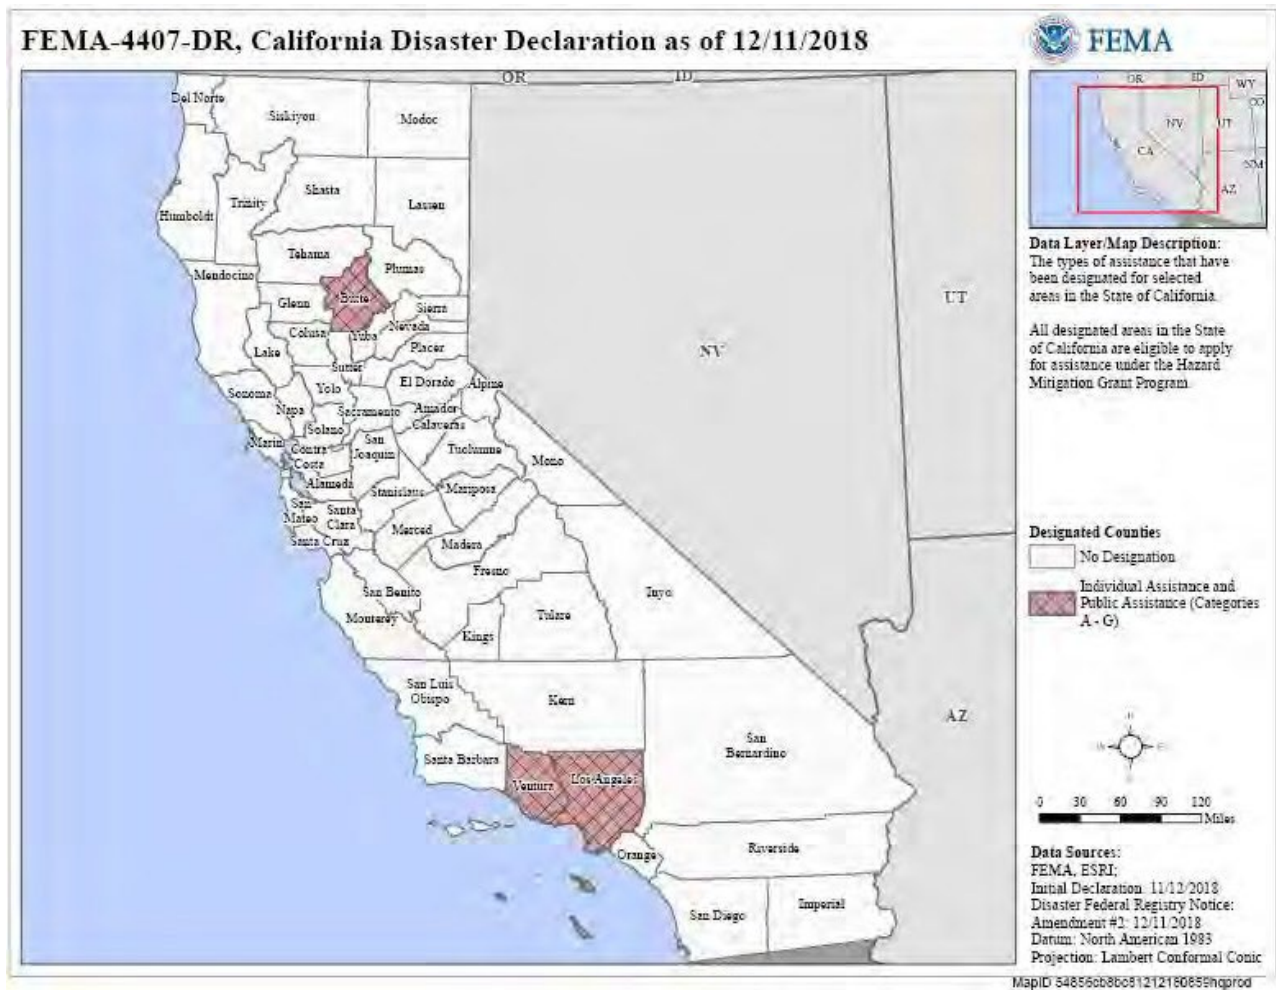 FEMA-4407-DR, California Disaster Declaration as of 12/11/2018
FEMA
OR
ID
Del Norte
Siskiyou
Modoc
Shasta
Trinity
Lassen
Humboldt
Tehama
Mendocino
Plumas
Butte
Glenn
Sierra
Nevada
Colusa
Yuba
Placer
Lake
Sutter
El Dorado
Alpine
Yolo
Sonoma
Napa
Sacramento
Amador
Calaveras
Solano
Marin
Contra
Costa
San
Joaquin
Tuolumne
Mono
Alameda
Stanislaus
Mariposa
San
Mateo
Santa
Clara
Merced
Santa Cruz
Madera
Fresno
San Benito
Inyo
Monterey
Tulare
Kings
San Luis
Obispo
Kern
San
Bernardino
Santa Barbara
Ventura
Los Angeles
Orange
Riverside
San Diego
Imperial
NV
UT
AZ
OR
ID
WY
NV
UT
CO
CA
NM
AZ
Data Layer/Map Description:
The types of assistance that have
been designated for selected
areas in the State of California.
All designated areas in the State
of California are eligible to apply
for assistance under the Hazard
Mitigation Grant Program.
Designated Counties
No Designation
Individual Assistance and
Public Assistance (Categories
A - G)
0 30 60 90 120
Miles
Data Sources:
FEMA, ESRI;
Initial Declaration: 11/12/2018
Disaster Federal Registry Notice:
Amendment #2: 12/11/2018
Datum: North American 1983
Projection: Lambert Conformal Conic
MapID 54856cb8bc81212180859hqprod